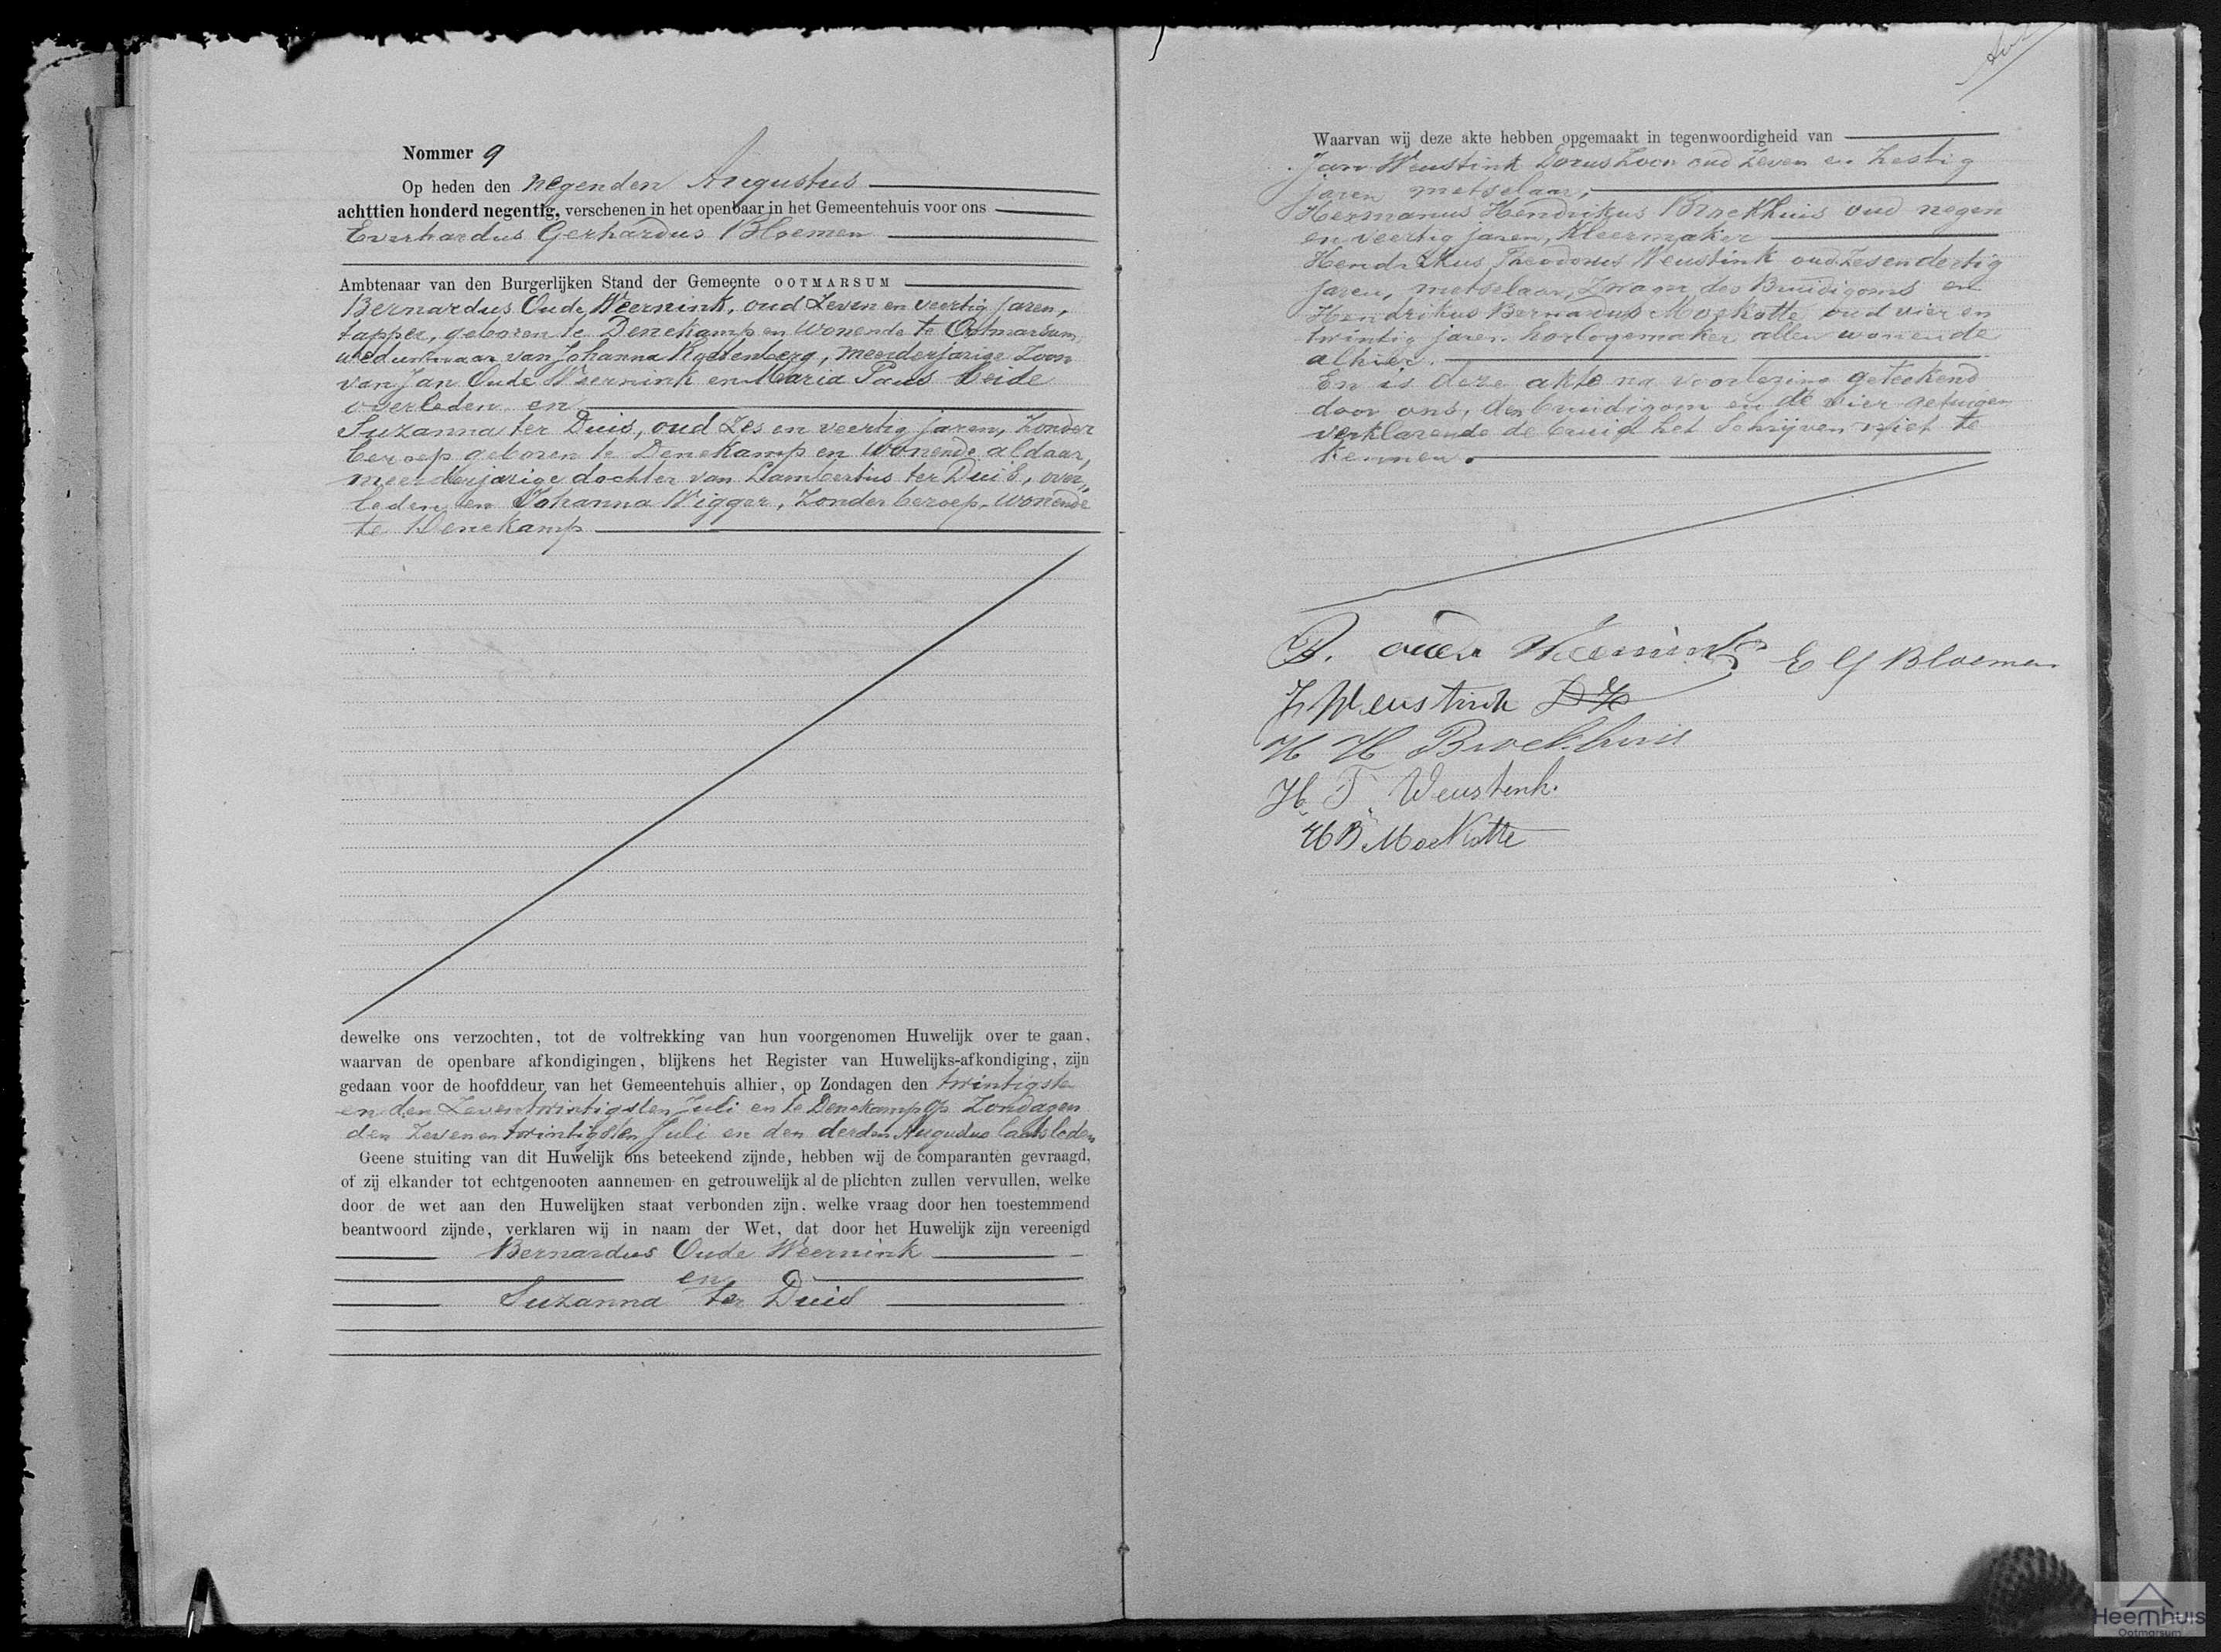 Nommer 9
Op heden den negenden Augustus
achttien honderd negentig, verschenen in het openbaar in het Gemeentehuis voor ons
Everhardus Gerhardus Bloemen
Ambtenaar van den Burgerlijken Stand der Gemeente OOTMARSUM
Bernardus Oude Weernink, oud Zeven en veertig jaren,
tapper, geboren te Denekamp en wonende te Ootmarsum,
weduwnaar van Johanna, meerderjarige Zoon
van Jan Oude Weernink en Maria Paus beide
overleden en
Suzanna ter Duis, oud Zes en veertig jaren, Zonder
beroep geboren te Denekamp en wonende aldaar,
meerderjarige dochter van Lambertus ter Duis, over„
leden en Johanna Wigger, Zonder beroep, wonende
te Denekamp
dewelke ons verzochten, tot de voltrekking van hun voorgenomen Huwelijk over te gaan,
waarvan de openbare afkondigingen, blijkens het Register van Huwelijks-afkondiging, zijn
gedaan voor de hoofddeur van het Gemeentehuis alhier, op Zondagen den twintigste
en den Zeventwintigsten Juli en te Denekamp op Zondagen
den Zevenentwintigsten Juli en den derden Augustus laatsleden
Geene stuiting van dit Huwelijk ons beteekend zijnde, hebben wij de comparanten gevraagd,
of zij elkander tot echtgenooten aannemen en getrouwelijk al de plichten zullen vervullen, welke
door de wet aan den Huwelijken staat verbonden zijn, welke vraag door hen toestemmend
beantwoord zijnde, verklaren wij in naam der Wet, dat door het Huwelijk zijn vereenigd
Bernardus Oude Weernink
en
Suzanna ter Duis
Waarvan wij deze akte hebben opgemaakt in tegenwoordigheid van
Jan Weustink Dorus Zoon oud Zeven en Zestig
jaren metselaar,
Hermanus Hendrikus Broekhuis oud negen
en veertig jaren, Kleermaker
Hendrikus Theodorus Weustink oud Zesendertig
jaren, metselaar, Zwager des Bruidigoms en
Hendrikus Bernardus Moekotte oud vier en
twintig jaren horlogemaker allen wonende
alhier.
En is deze akte na voorlezing geteekend
door ons, den bruidigom en de vier getuigen
verklarende de bruid het Schrijven niet te
kennen.
B. oude Weernink E G Bloemen
J Weustink DZ
H H Broekhuis
H T Weustink.
H B Moekotte
Heemhuis
Ootmarsum